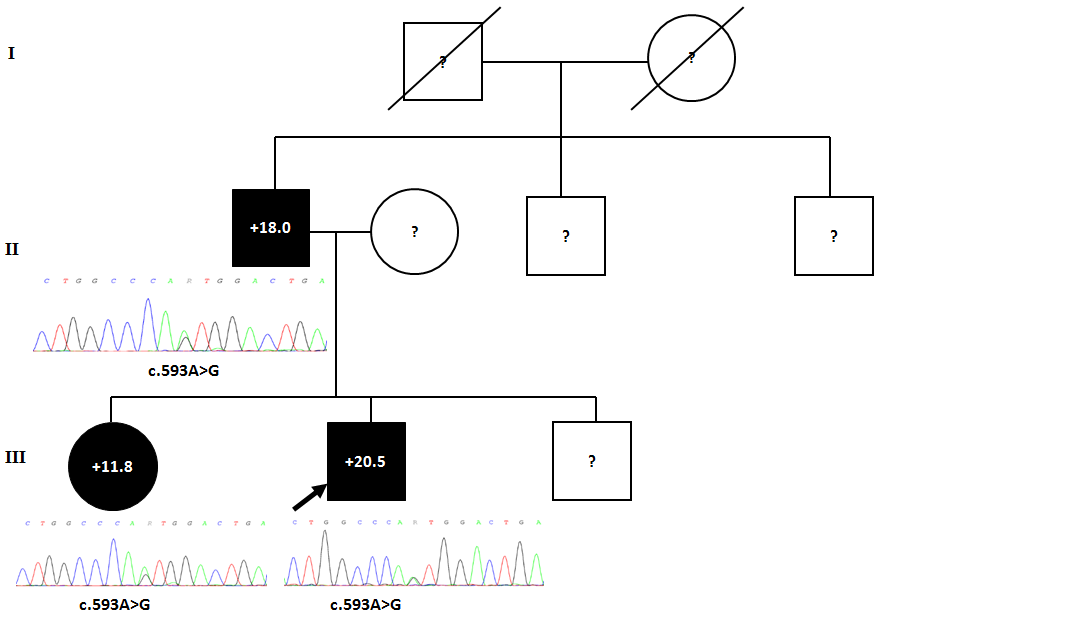 I
? ?
+18.0 ? ? ?
II
C T G G C C C A R T G G A C T G A
c.593A>G
III
+11.8 +20.5 ?
C T G G C C C A R T G G A C T G A C T G G C C C A R T G G A C T G A
c.593A>G c.593A>G